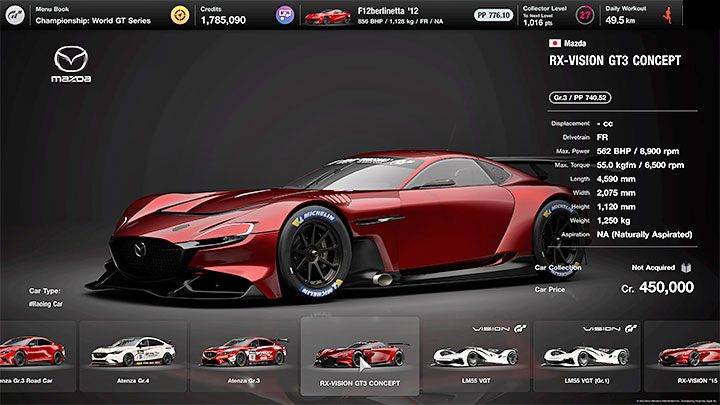 Menu Book
Championship: World GT Series
Credits
1,785,090
F12berlinetta '12
856 BHP / 1,128 kg / FR / NA
PP 776.10
Collector Level
To Next Level
1,016 pts
27
Daily Workout
49.5 km
mazda
Mazda
RX-VISION GT3 CONCEPT
Gr.3 / PP 740.52
Displacement - cc
Drivetrain FR
Max. Power 562 BHP / 8,900 rpm
Max. Torque 55.0 kgfm / 6,500 rpm
Length 4,590 mm
Width 2,075 mm
Height 1,120 mm
Weight 1,250 kg
Aspiration NA (Naturally Aspirated)
Car Collection Not Acquired
Car Price Cr. 450,000
MICHELIN
MICHELIN
Car Type:
#Racing Car
VISION GT
VISION GT
enza Gr.3 Road Car
Atenza Gr.4
Atenza Gr.3
RX-VISION GT3 CONCEPT
LM55 VGT
LM55 VGT (Gr.1)
RX-VISION '15